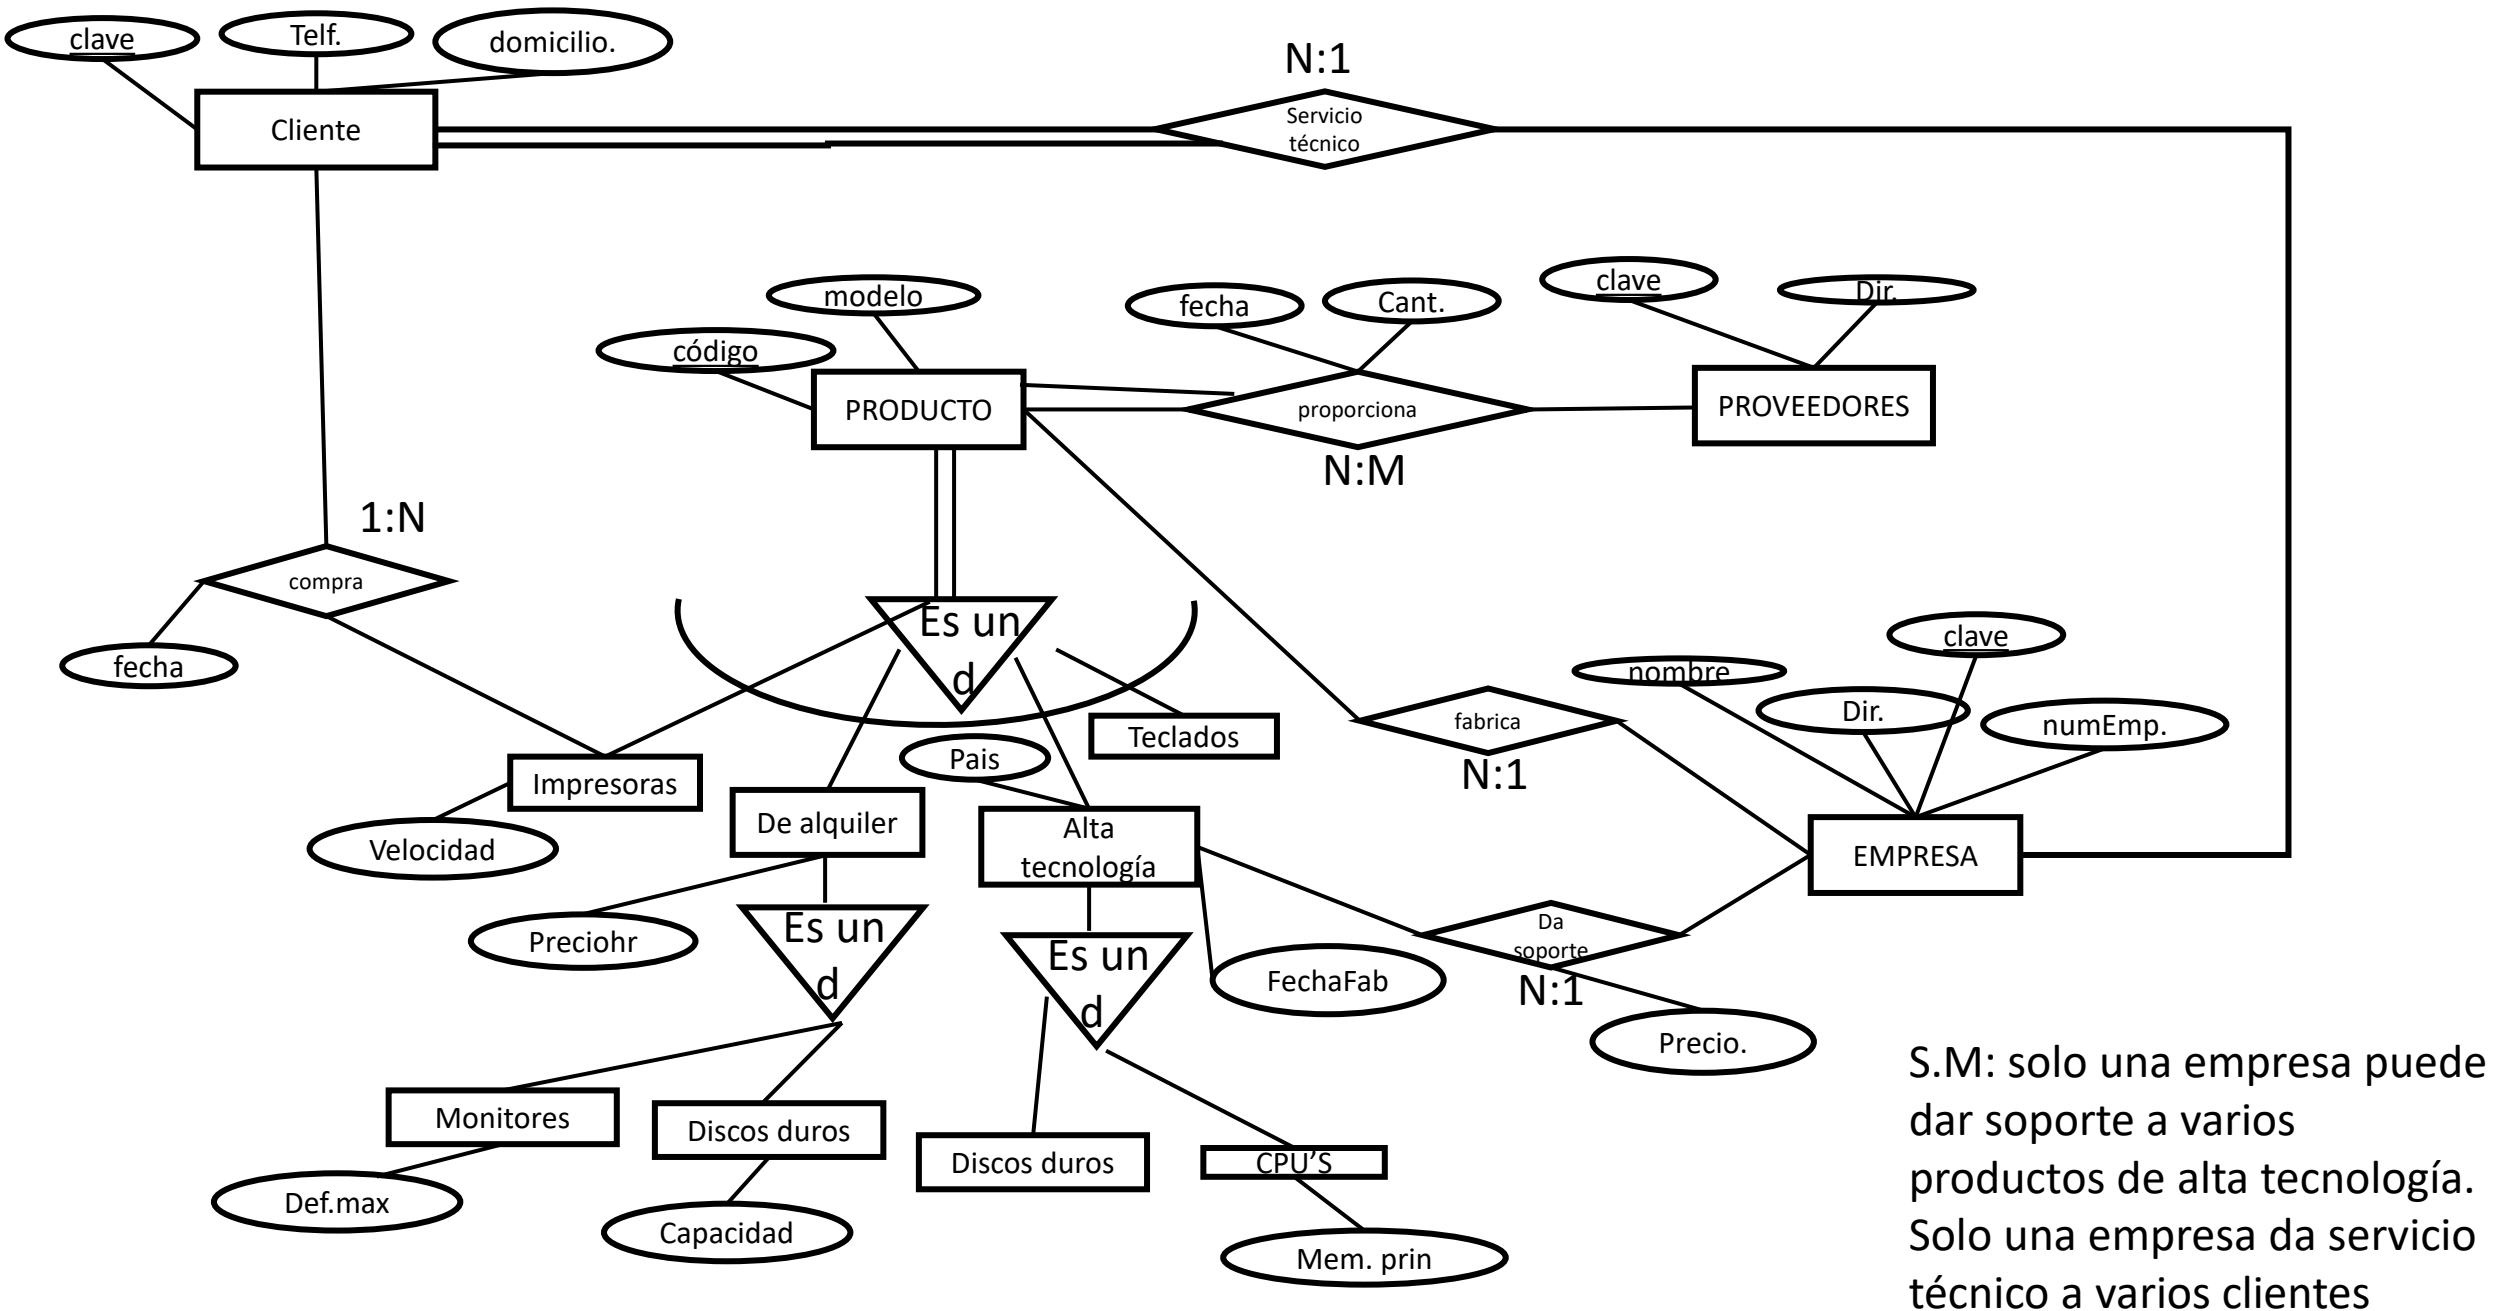 clave
Telf.
domicilio.
Cliente
N:1
Servicio
técnico
modelo
código
PRODUCTO
fecha
Cant.
proporciona
N:M
clave
Dir.
PROVEEDORES
1:N
compra
fecha
Es un
d
Teclados
Pais
Impresoras
Velocidad
De alquiler
Preciohr
Alta
tecnología
fabrica
N:1
nombre
clave
Dir.
numEmp.
EMPRESA
Es un
d
Es un
d
FechaFab
Da
soporte
N:1
Precio.
Monitores
Discos duros
Discos duros
CPU’S
Def.max
Capacidad
Mem. prin
S.M: solo una empresa puede
dar soporte a varios
productos de alta tecnología.
Solo una empresa da servicio
técnico a varios clientes